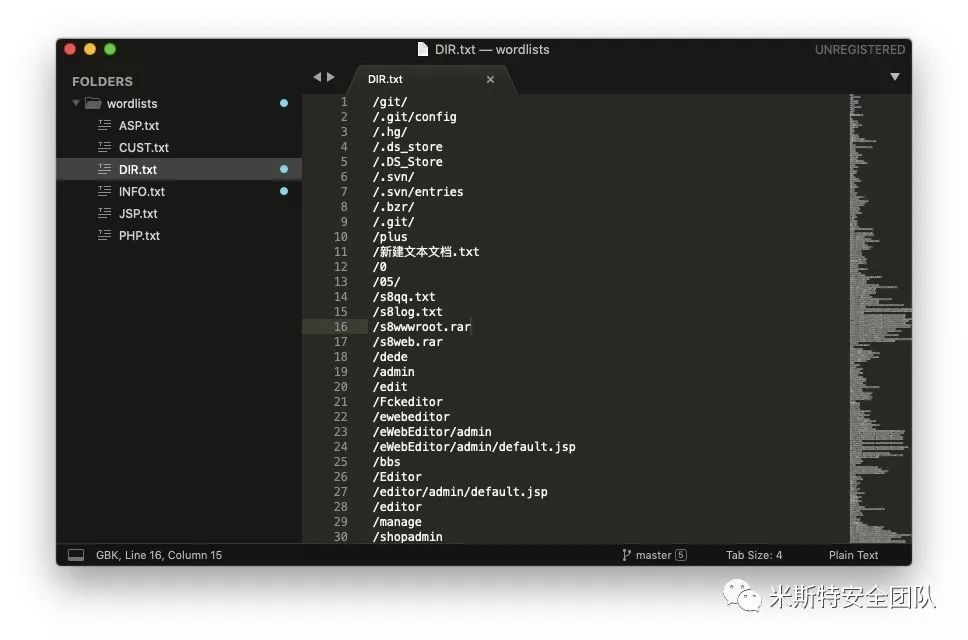 DIR.txt — wordlists
UNREGISTERED
FOLDERS
wordlists
ASP.txt
CUST.txt
DIR.txt
INFO.txt
JSP.txt
PHP.txt
DIR.txt
1 /git/
2 /.git/config
3 /.hg/
4 /.ds_store
5 /.DS_Store
6 /.svn/
7 /.svn/entries
8 /.bzr/
9 /.git/
10 /plus
11 /新建文本文档.txt
12 /0
13 /05/
14 /s8qq.txt
15 /s8log.txt
16 /s8wwwroot.rar
17 /s8web.rar
18 /dede
19 /admin
20 /edit
21 /Fckeditor
22 /ewebeditor
23 /eWebEditor/admin
24 /eWebEditor/admin/default.jsp
25 /bbs
26 /Editor
27 /editor/admin/default.jsp
28 /editor
29 /manage
30 /shopadmin
GBK, Line 16, Column 15
master 5
Tab Size: 4
Plain Text
米斯特安全团队